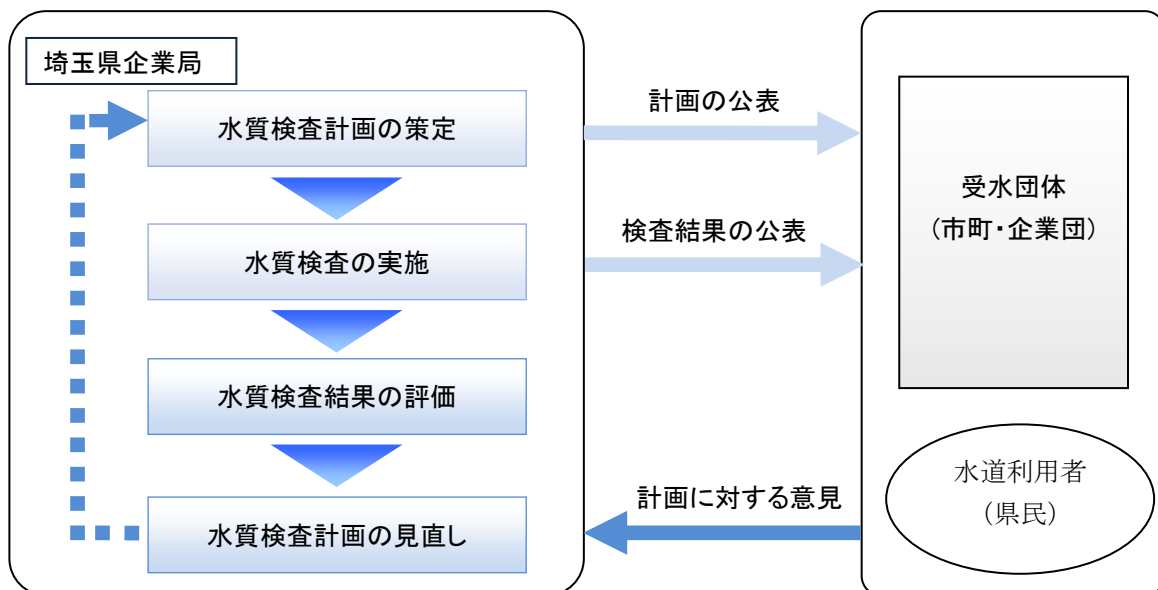 埼玉県企業局
水質検査計画の策定
水質検査の実施
水質検査結果の評価
水質検査計画の見直し
計画の公表
検査結果の公表
計画に対する意見
受水団体
（市町・企業団）
水道利用者
（県民）